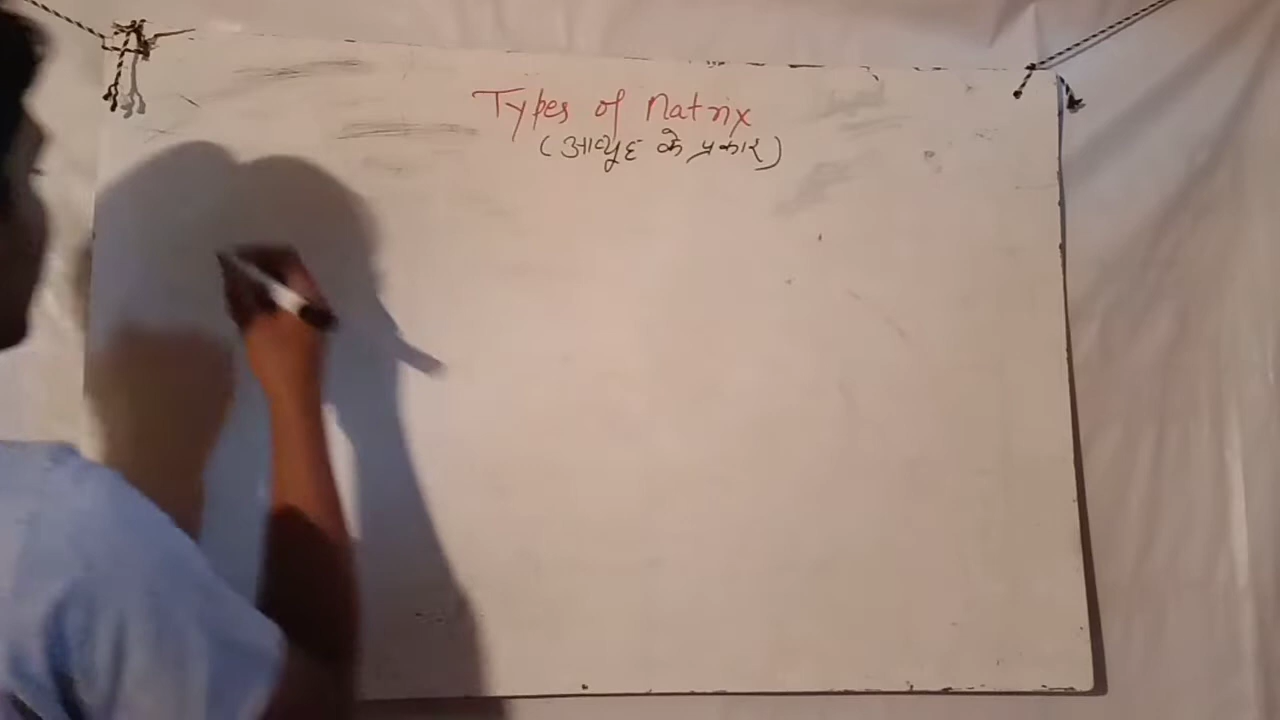 Types of Matrix
(आव्यूह के प्रकार)